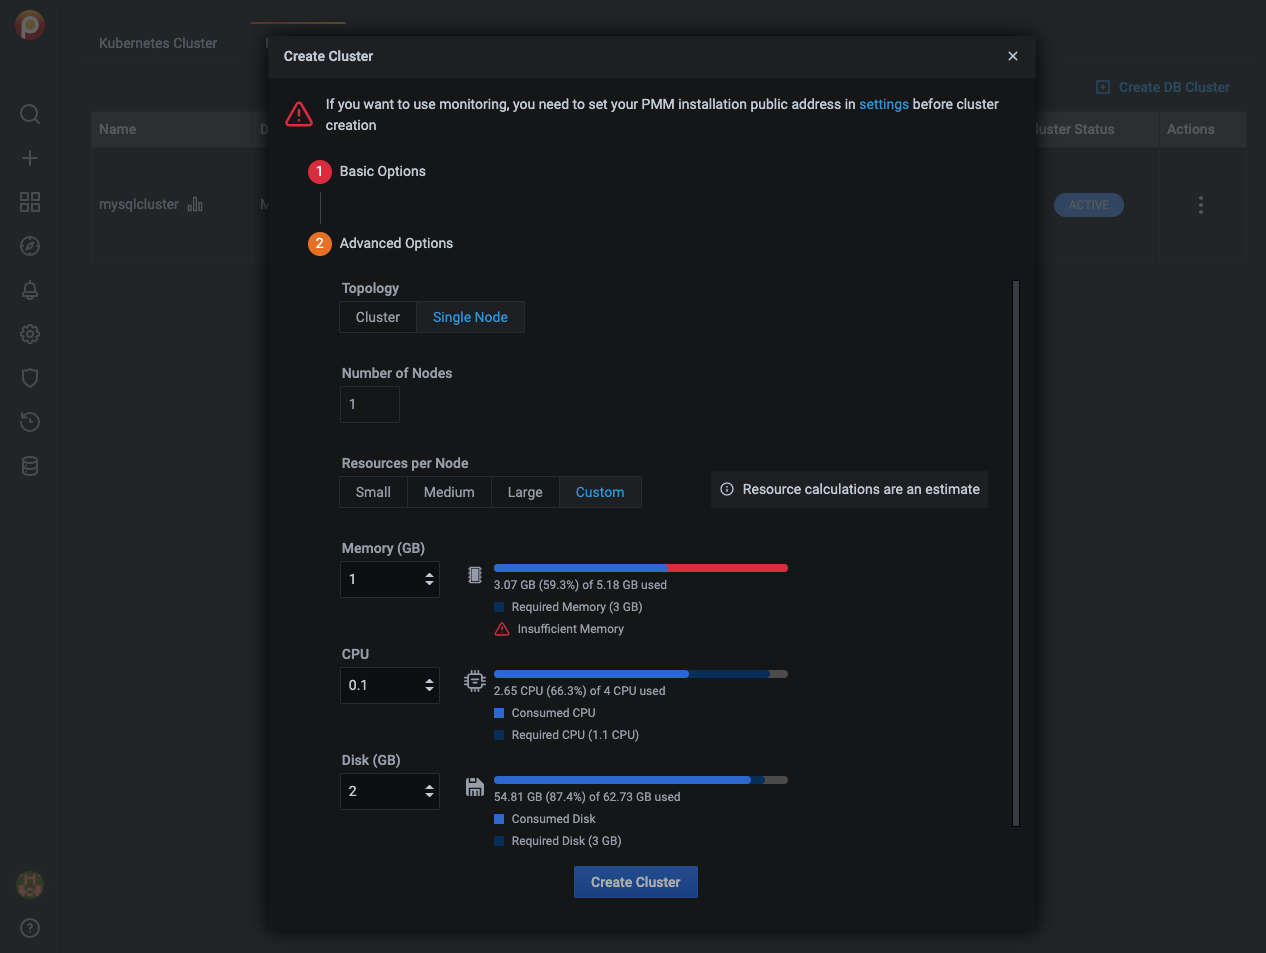 Kubernetes Cluster
Create Cluster
If you want to use monitoring, you need to set your PMM installation public address in settings before cluster
creation
Create DB Cluster
Name
luster Status
Actions
1 Basic Options
mysqlcluster
ACTIVE
2 Advanced Options
Topology
Cluster Single Node
Number of Nodes
1
Resources per Node
Small Medium Large Custom
Resource calculations are an estimate
Memory (GB)
1
3.07 GB (59.3%) of 5.18 GB used
Required Memory (3 GB)
Insufficient Memory
CPU
0.1
2.65 CPU (66.3%) of 4 CPU used
Consumed CPU
Required CPU (1.1 CPU)
Disk (GB)
2
54.81 GB (87.4%) of 62.73 GB used
Consumed Disk
Required Disk (3 GB)
Create Cluster